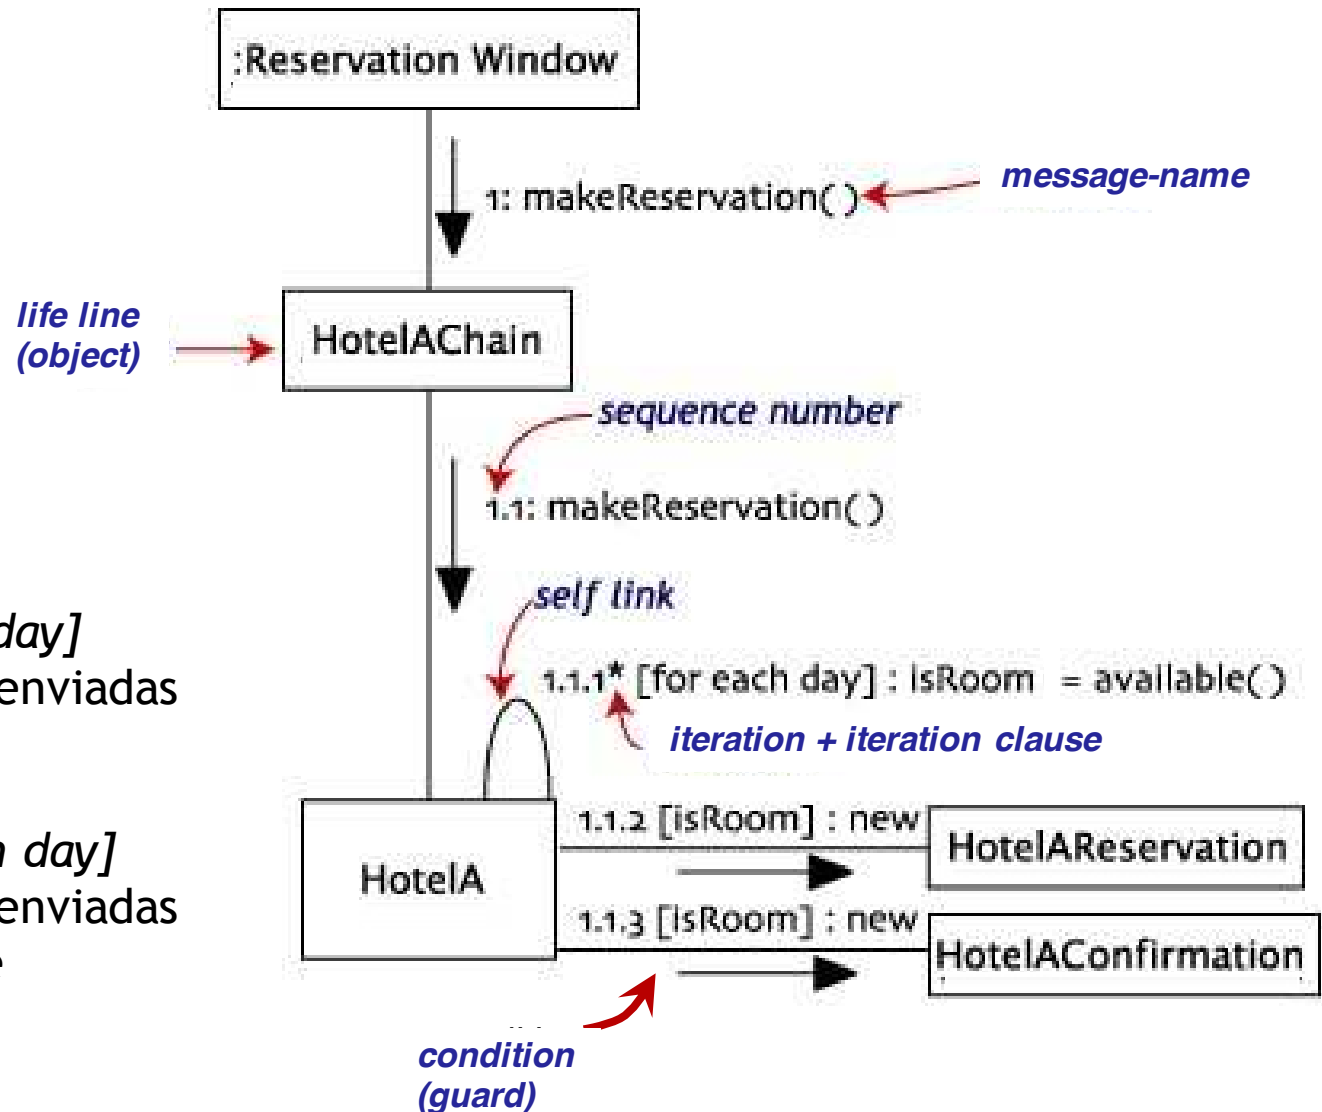 :Reservation Window
1: makeReservation( )
message-name
life line
(object)
HotelAChain
sequence number
1.1: makeReservation( )
self link
day]
enviadas
1.1.1* [for each day] : isRoom = available( )
iteration + iteration clause
day]
enviadas
1.1.2 [isRoom] : new
HotelAReservation
HotelA
1.1.3 [isRoom] : new
HotelAConfirmation
condition
(guard)